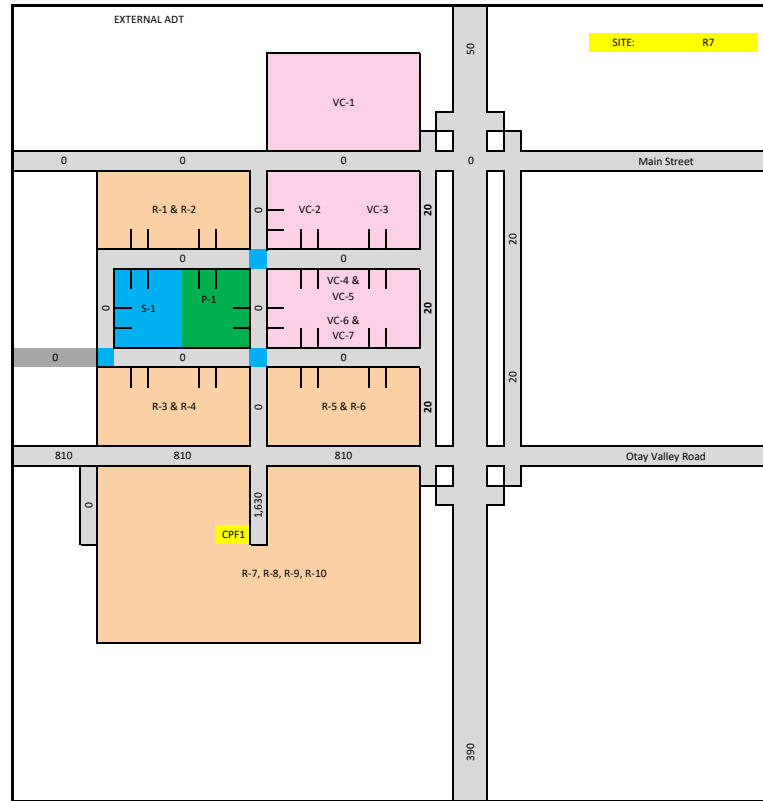 EXTERNAL ADT
50
SITE: R7
VC-1
0 0 0 0 Main Street
R-1 & R-2 0 VC-2 VC-3 20 20
0 0
VC-4 &
VC-5
S-1 P-1 0 0 20
VC-6 &
VC-7
0 0 0 20
R-3 & R-4 0 R-5 & R-6 20
810 810 810 Otay Valley Road
0 1,630
CPF1
R-7, R-8, R-9, R-10
390